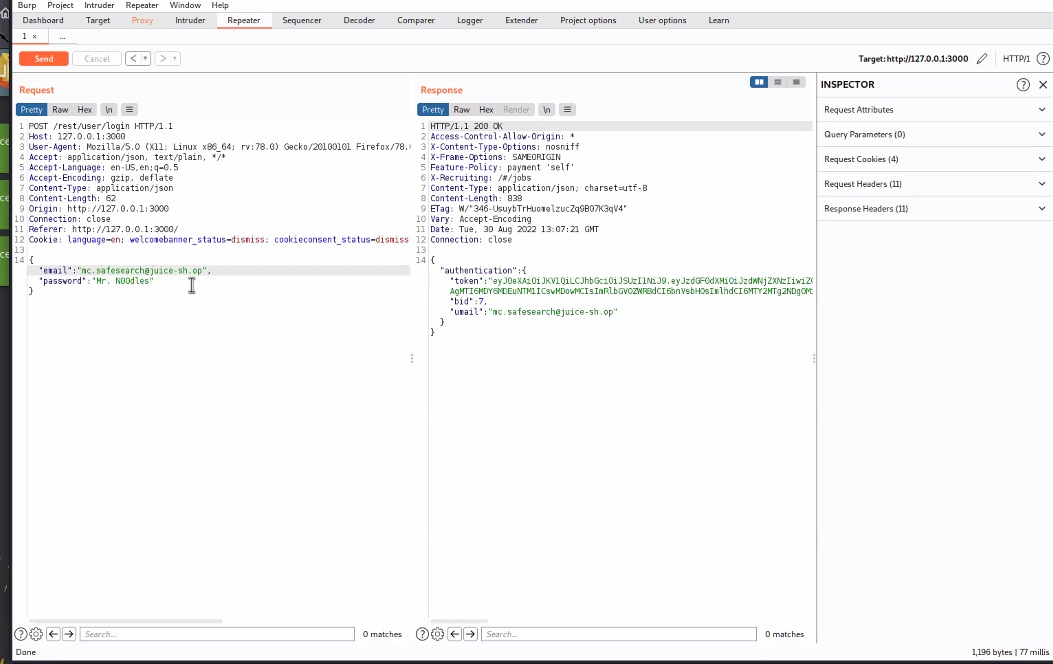 Burp Project Intruder Repeater Window Help
Dashboard Target Proxy Intruder Repeater Sequencer Decoder Comparer Logger Extender Project options User options Learn
1 × ...
Send Cancel < > Target: http://127.0.0.1:3000 HTTP/1 ?
Request
Pretty Raw Hex \n
1 POST /rest/user/login HTTP/1.1
2 Host: 127.0.0.1:3000
3 User-Agent: Mozilla/5.0 (X11; Linux x86_64; rv:78.0) Gecko/20100101 Firefox/78.
4 Accept: application/json, text/plain, */*
5 Accept-Language: en-US,en;q=0.5
6 Accept-Encoding: gzip, deflate
7 Content-Type: application/json
8 Content-Length: 62
9 Origin: http://127.0.0.1:3000
10 Connection: close
11 Referer: http://127.0.0.1:3000/
12 Cookie: language=en; welcomebanner_status=dismiss; cookieconsent_status=dismiss
13
14 {
"email":"mc.safesearch@juice-sh.op",
"password":"Mr. N00dles"
}
Search... 0 matches
Response
Pretty Raw Hex Render \n
1 HTTP/1.1 200 OK
2 Access-Control-Allow-Origin: *
3 X-Content-Type-Options: nosniff
4 X-Frame-Options: SAMEORIGIN
5 Feature-Policy: payment 'self'
6 X-Recruiting: /#/jobs
7 Content-Type: application/json; charset=utf-8
8 Content-Length: 838
9 ETag:
10 Vary: Accept-Encoding
11 Date: Tue, 30 Aug 2022 13:07:21 GMT
12 Connection: close
13
14 {
"authentication":{
"token":
"bid":7,
"umail":"mc.safesearch@juice-sh.op"
}
}
Search... 0 matches
INSPECTOR ?
Request Attributes
Query Parameters (0)
Request Cookies (4)
Request Headers (11)
Response Headers (11)
Done 1,196 bytes | 77 millis